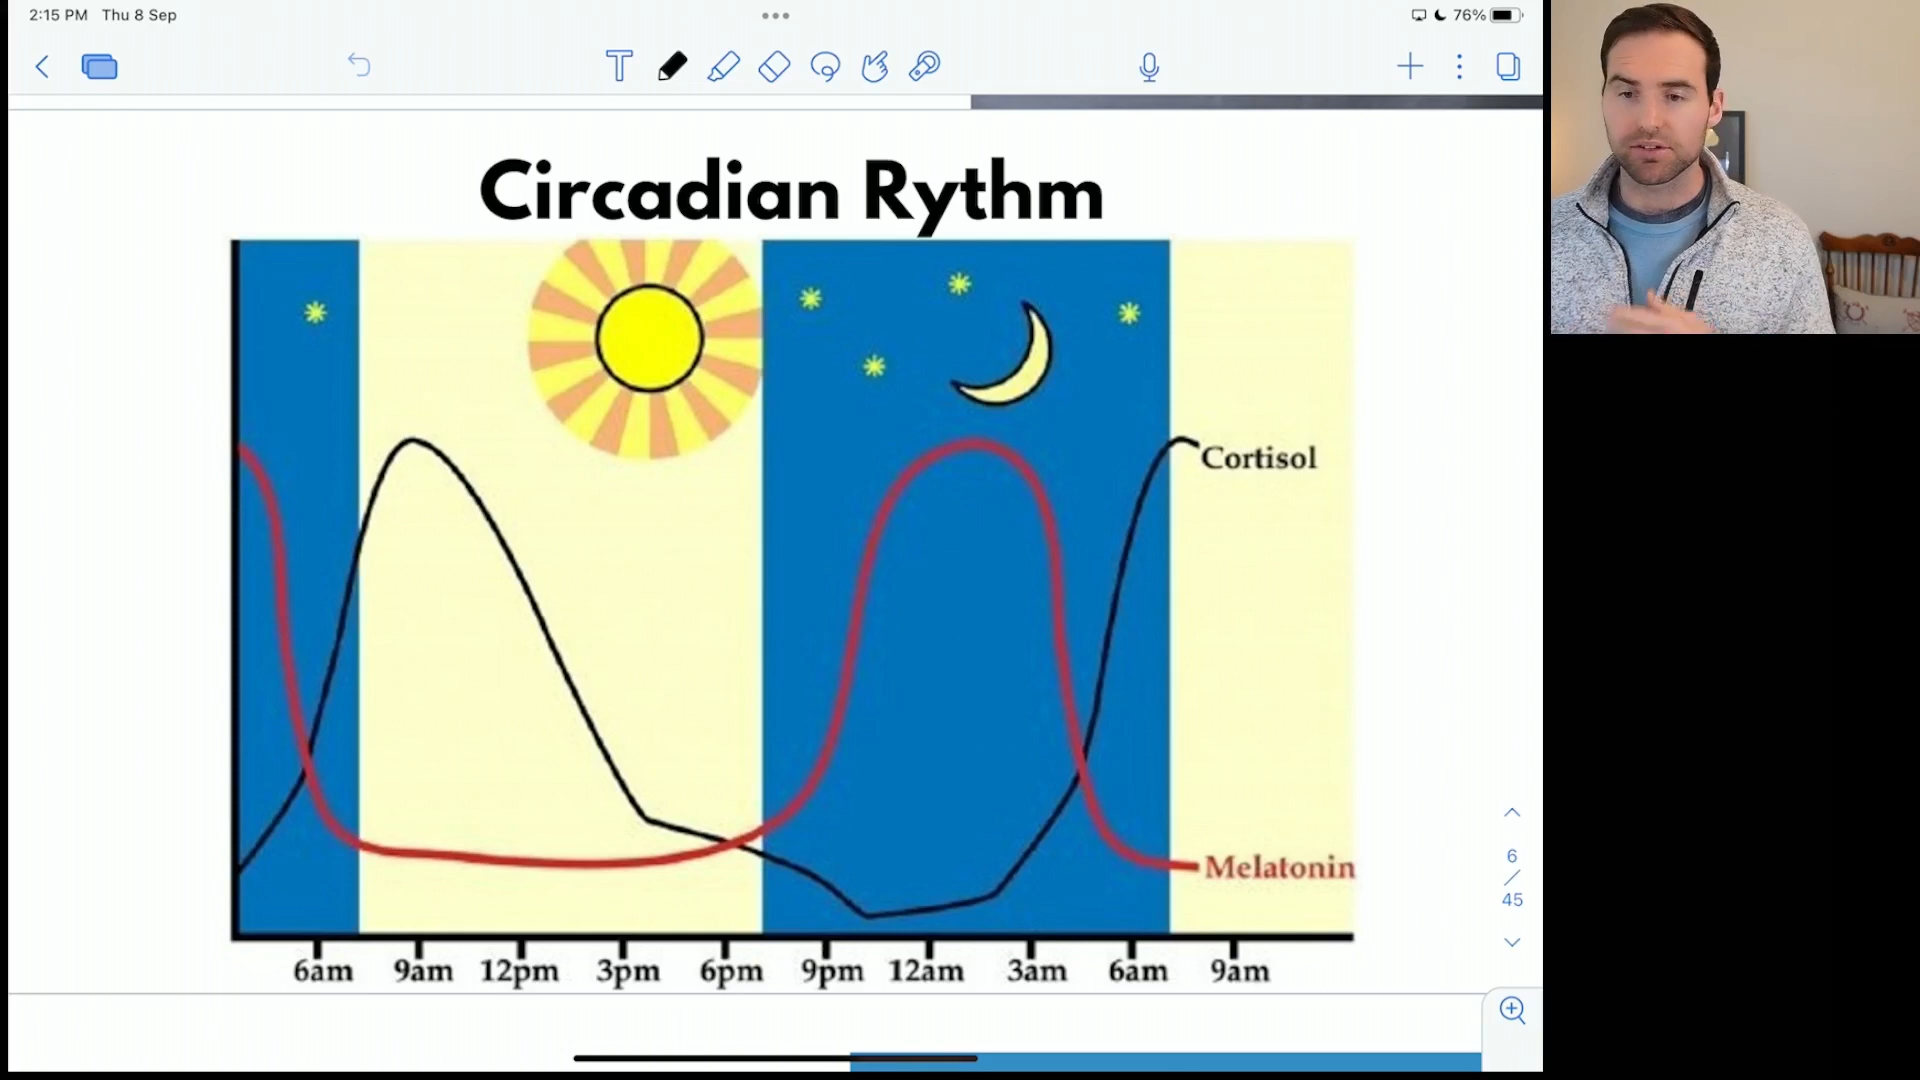 2:15 PM Thu 8 Sep
76%
T
Circadian Rythm
Cortisol
Melatonin
6am 9am 12pm 3pm 6pm 9pm 12am 3am 6am 9am
6
/
45